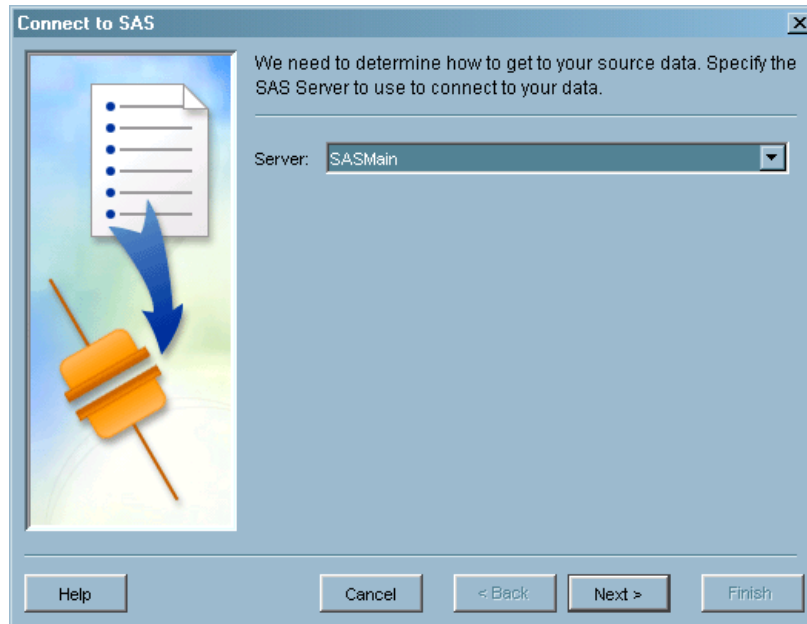 Connect to SAS
We need to determine how to get to your source data. Specify the
SAS Server to use to connect to your data.
Server: SASMain
Help Cancel < Back Next > Finish